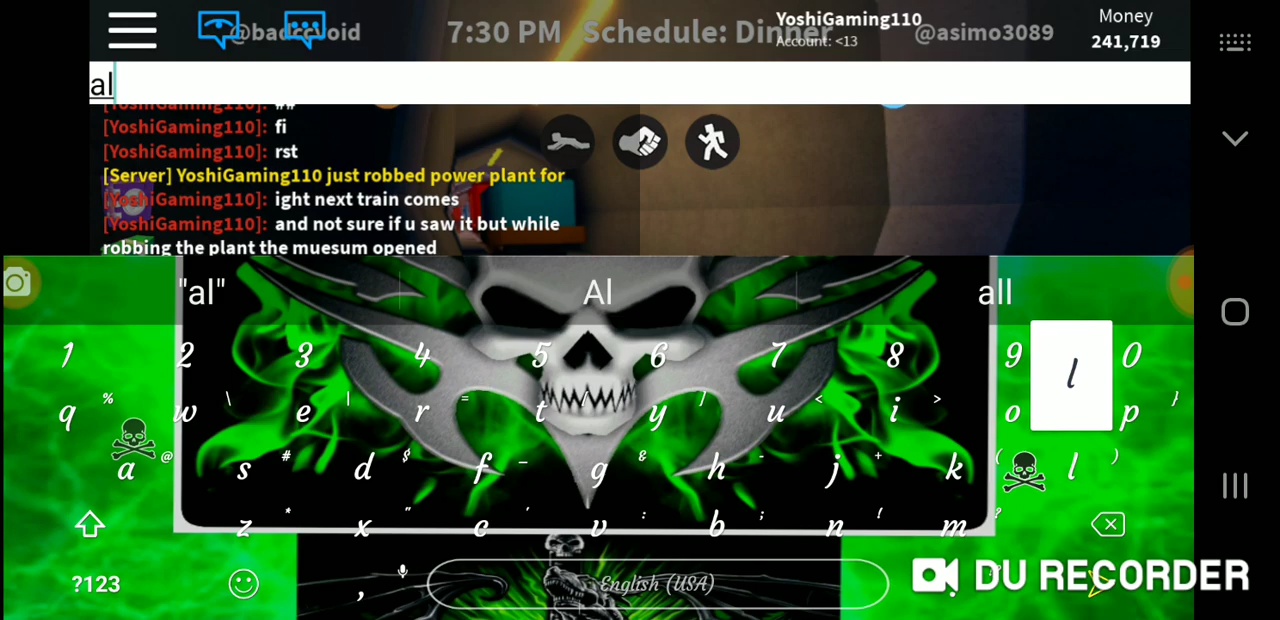 @badccvoid 7:30 PM Schedule: Dinner @asimo3089
YoshiGaming110
Account: <13
Money
241,719
al
[YoshiGaming110]: ##
[YoshiGaming110]: fi
[YoshiGaming110]: rst
[Server] YoshiGaming110 just robbed power plant for
[YoshiGaming110]: ight next train comes
[YoshiGaming110]: and not sure if u saw it but while
robbing the plant the muesum opened
"al" Al all
1 2 3 4 5 6 7 8 9 0
l
% \ | = [ ] < > }
q w e r t y u i o p
@ # $ _ & - + ( )
a s d f g h j k l
* " ' : ; ! ?
z x c v b n m
?123 , English (USA)
DU RECORDER